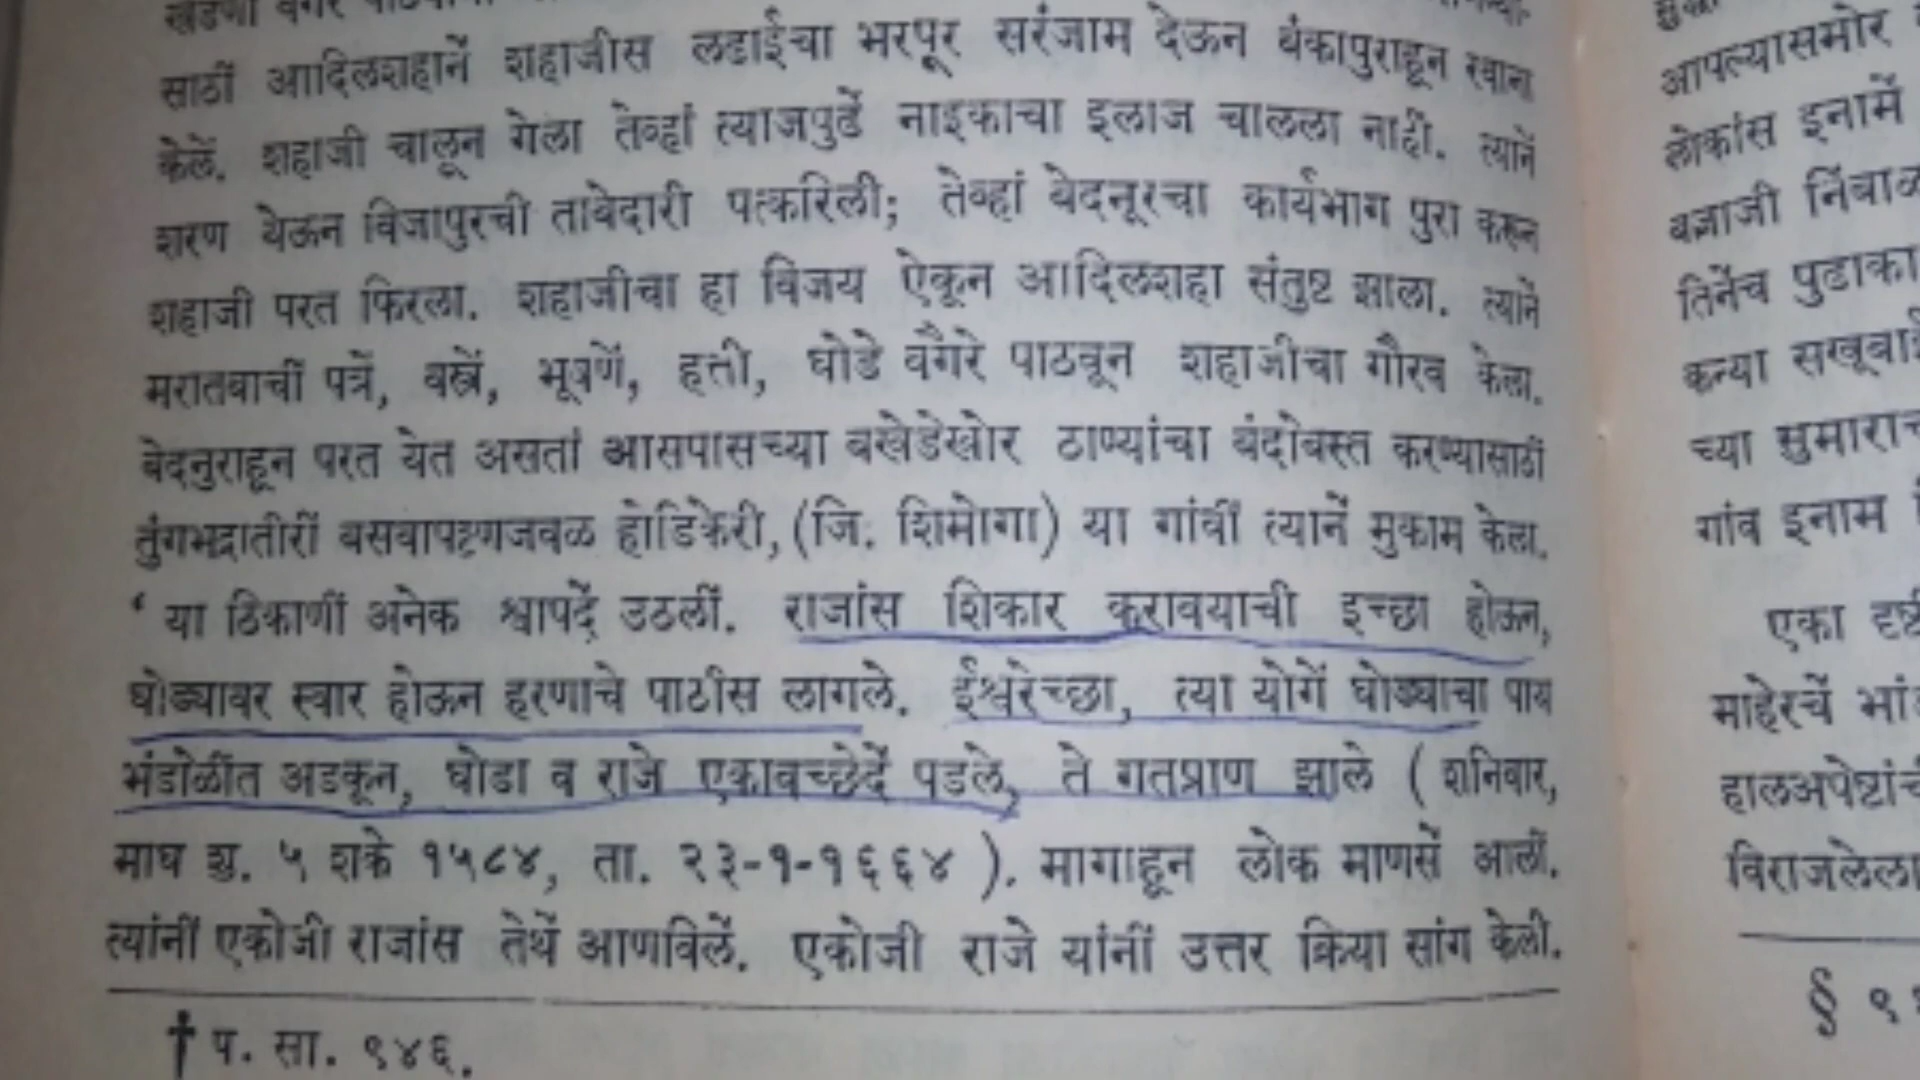 खंडणी वगैरे
साठीं आदिलशहानें शहाजीस लढाईचा भरपूर सरंजाम देऊन बंकापुराहून रवाना
केलें. शहाजी चालून गेला तेव्हां त्याजपुढें नाइकाचा इलाज चालला नाहीं. त्यानें
शरण येऊन विजापुरची ताबेदारी पत्करिली; तेव्हां बेदनूरचा कार्यभाग पुरा करून
शहाजी परत फिरला. शहाजीचा हा विजय ऐकून आदिलशहा संतुष्ट झाला. त्यानें
मरातबाचीं पत्रें, वस्त्रें, भूषणें, हत्ती, घोडे वगैरे पाठवून शहाजीचा गौरव केला.
बेदनुराहून परत येत असतां आसपासच्या बखेडेखोर ठाण्यांचा बंदोबस्त करण्यासाठीं
तुंगभद्रातीरीं बसवापट्टणजवळ होडिकेरी, (जि. शिमोगा) या गांवीं त्यानें मुकाम केला.
‘ या ठिकाणीं अनेक श्वापदें उठलीं. राजांस शिकार करावयाची इच्छा होऊन,
घोड्यावर स्वार होऊन हरणाचे पाठीस लागले. ईश्वरेच्छा, त्या योगें घोड्याचा पाय
भंडोळींत अडकून, घोडा व राजे एकावच्छेदें पडले, ते गतप्राण झाले ( शनिवार,
माघ शु. ५ शके १५८४, ता. २३-१-१६६४ ). मागाहून लोक माणसें आलीं.
त्यांनीं एकोजी राजांस तेथें आणविलें. एकोजी राजे यांनीं उत्तर क्रिया सांग केली.
† प. सा. ९४६.
आपल्यासमोर
लोकांस इनामें
बजाजी निंबाळ
तिनेंच पुढाका
कन्या सखूबाई
च्या सुमाराच
गांव इनाम
एका दृष्टी
माहेरचें भां
हालअपेष्टांची
विराजलेला
§ ९